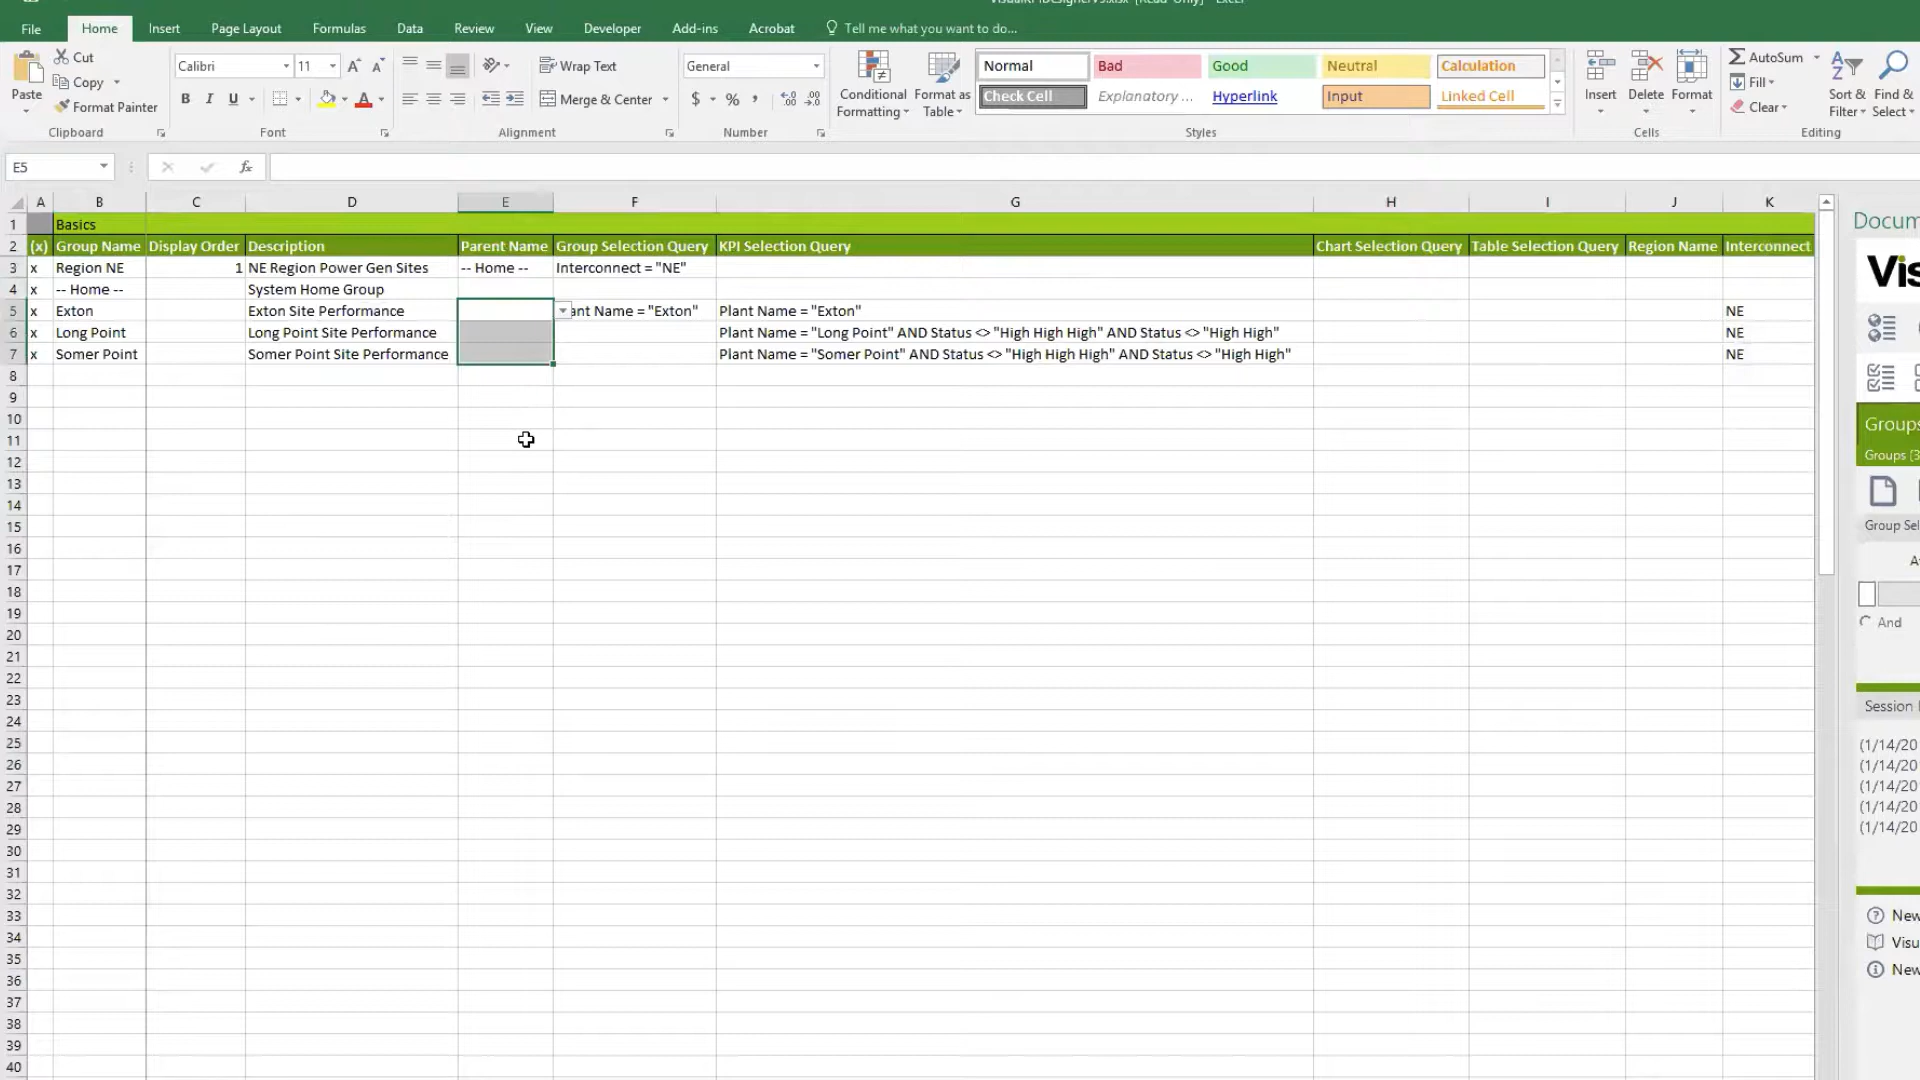 File Home Insert Page Layout Formulas Data Review View Developer Add-ins Acrobat Tell me what you want to do...
Paste Cut Copy Format Painter Clipboard
Calibri 11 B I U A Font
Wrap Text Merge & Center Alignment
General $ % , Number
Conditional Formatting Format as Table
Normal Bad Good Neutral Calculation
Check Cell Explanatory ... Hyperlink Input Linked Cell
Styles
Insert Delete Format Cells
AutoSum Fill Clear Sort & Filter Find & Select Editing
E5 fx
A B C D E F G H I J K
1 Basics
2 (x) Group Name Display Order Description Parent Name Group Selection Query KPI Selection Query Chart Selection Query Table Selection Query Region Name Interconnect
3 x Region NE 1 NE Region Power Gen Sites -- Home -- Interconnect = "NE"
4 x -- Home -- System Home Group
5 x Exton Exton Site Performance ant Name = "Exton" Plant Name = "Exton" NE
6 x Long Point Long Point Site Performance Plant Name = "Long Point" AND Status <> "High High High" AND Status <> "High High" NE
7 x Somer Point Somer Point Site Performance Plant Name = "Somer Point" AND Status <> "High High High" AND Status <> "High High" NE
8
9
10
11
12
13
14
15
16
17
18
19
20
21
22
23
24
25
26
27
28
29
30
31
32
33
34
35
36
37
38
39
40
Docum
Vis
Groups
Groups [3
Group Sel
And
Session
(1/14/20
(1/14/20
(1/14/20
(1/14/20
(1/14/20
New
Visu
New